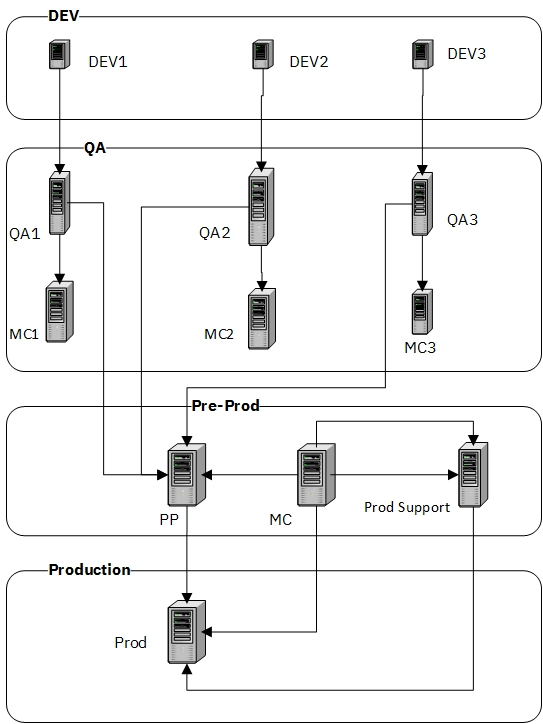 DEV
DEV1
DEV2
DEV3
QA
QA1
QA2
QA3
MC1
MC2
MC3
Pre-Prod
PP
MC
Prod Support
Production
Prod